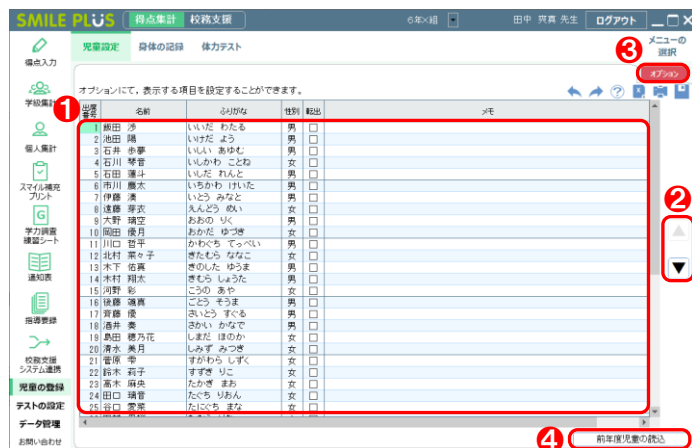 SMILE PLUS 得点集計 校務支援 6年×組 田中 爽真 先生 ログアウト
得点入力
学級集計
個人集計
スマイル補充
プリント
学力調査
練習シート
通知表
指導要録
校務支援
システム連携
児童の登録
テストの設定
データ管理
お問い合わせ
児童設定 身体の記録 体力テスト
メニューの
選択
3
オプション
オプションにて，表示する項目を設定することができます。
1
出席番号 名前 ふりがな 性別 転出 メモ
1 飯田 渉 いいだ わたる 男
2 池田 陽 いけだ よう 男
3 石井 歩夢 いしい あゆむ 男
4 石川 琴音 いしかわ ことね 女
5 石田 蓮斗 いしだ れんと 男
6 市川 慶太 いちかわ けいた 男
7 伊藤 湊 いとう みなと 男
8 遠藤 芽衣 えんどう めい 女
9 大野 璃空 おおの りく 男
10 岡田 優月 おかだ ゆづき 女
11 川口 哲平 かわぐち てっぺい 男
12 北村 菜々子 きたむら ななこ 女
13 木下 佑真 きのした ゆうま 男
14 木村 翔太 きむら しょうた 男
15 河野 彩 こうの あや 女
16 後藤 颯真 ごとう そうま 男
17 斉藤 優 さいとう すぐる 男
18 酒井 奏 さかい かなで 男
19 島田 穂乃花 しまだ ほのか 女
20 清水 美月 しみず みつき 女
21 菅原 雫 すがわら しずく 女
22 鈴木 莉子 すずき りこ 女
23 高木 麻央 たかぎ まお 女
24 田口 璃音 たぐち りおん 女
25 谷口 愛菜 たにぐち まな 女
2
4
前年度児童の読込